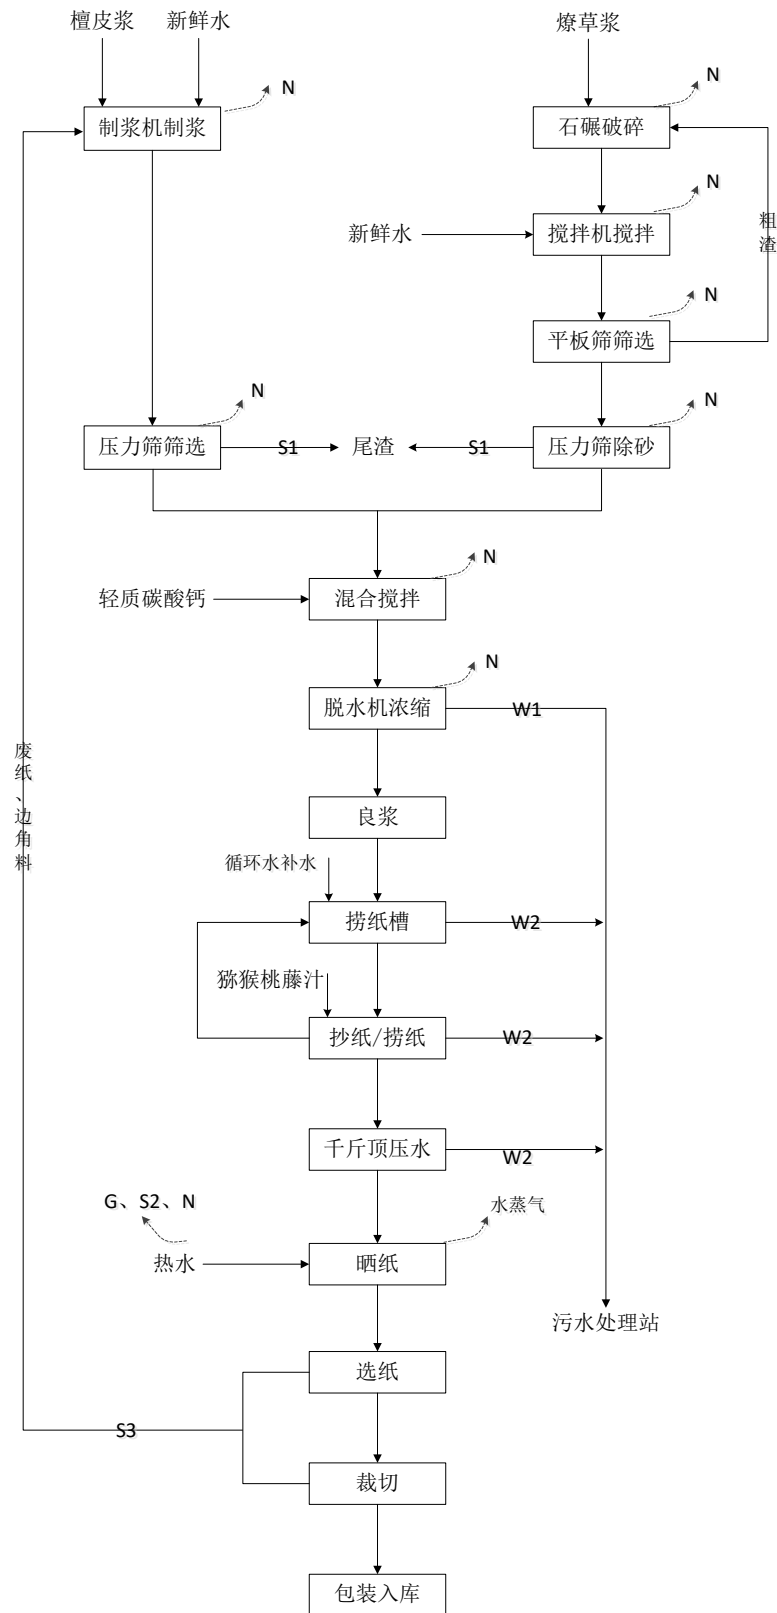 檀皮浆
新鲜水
燎草浆
N
N
制浆机制浆
石碾破碎
N
新鲜水
搅拌机搅拌
粗渣
N
平板筛筛选
N
N
压力筛筛选
S1
尾渣
S1
压力筛除砂
N
轻质碳酸钙
混合搅拌
N
脱水机浓缩
W1
废纸、边角料
良浆
循环水补水
捞纸槽
W2
猕猴桃藤汁
抄纸/捞纸
W2
千斤顶压水
W2
G、S2、N
水蒸气
热水
晒纸
污水处理站
选纸
S3
裁切
包装入库